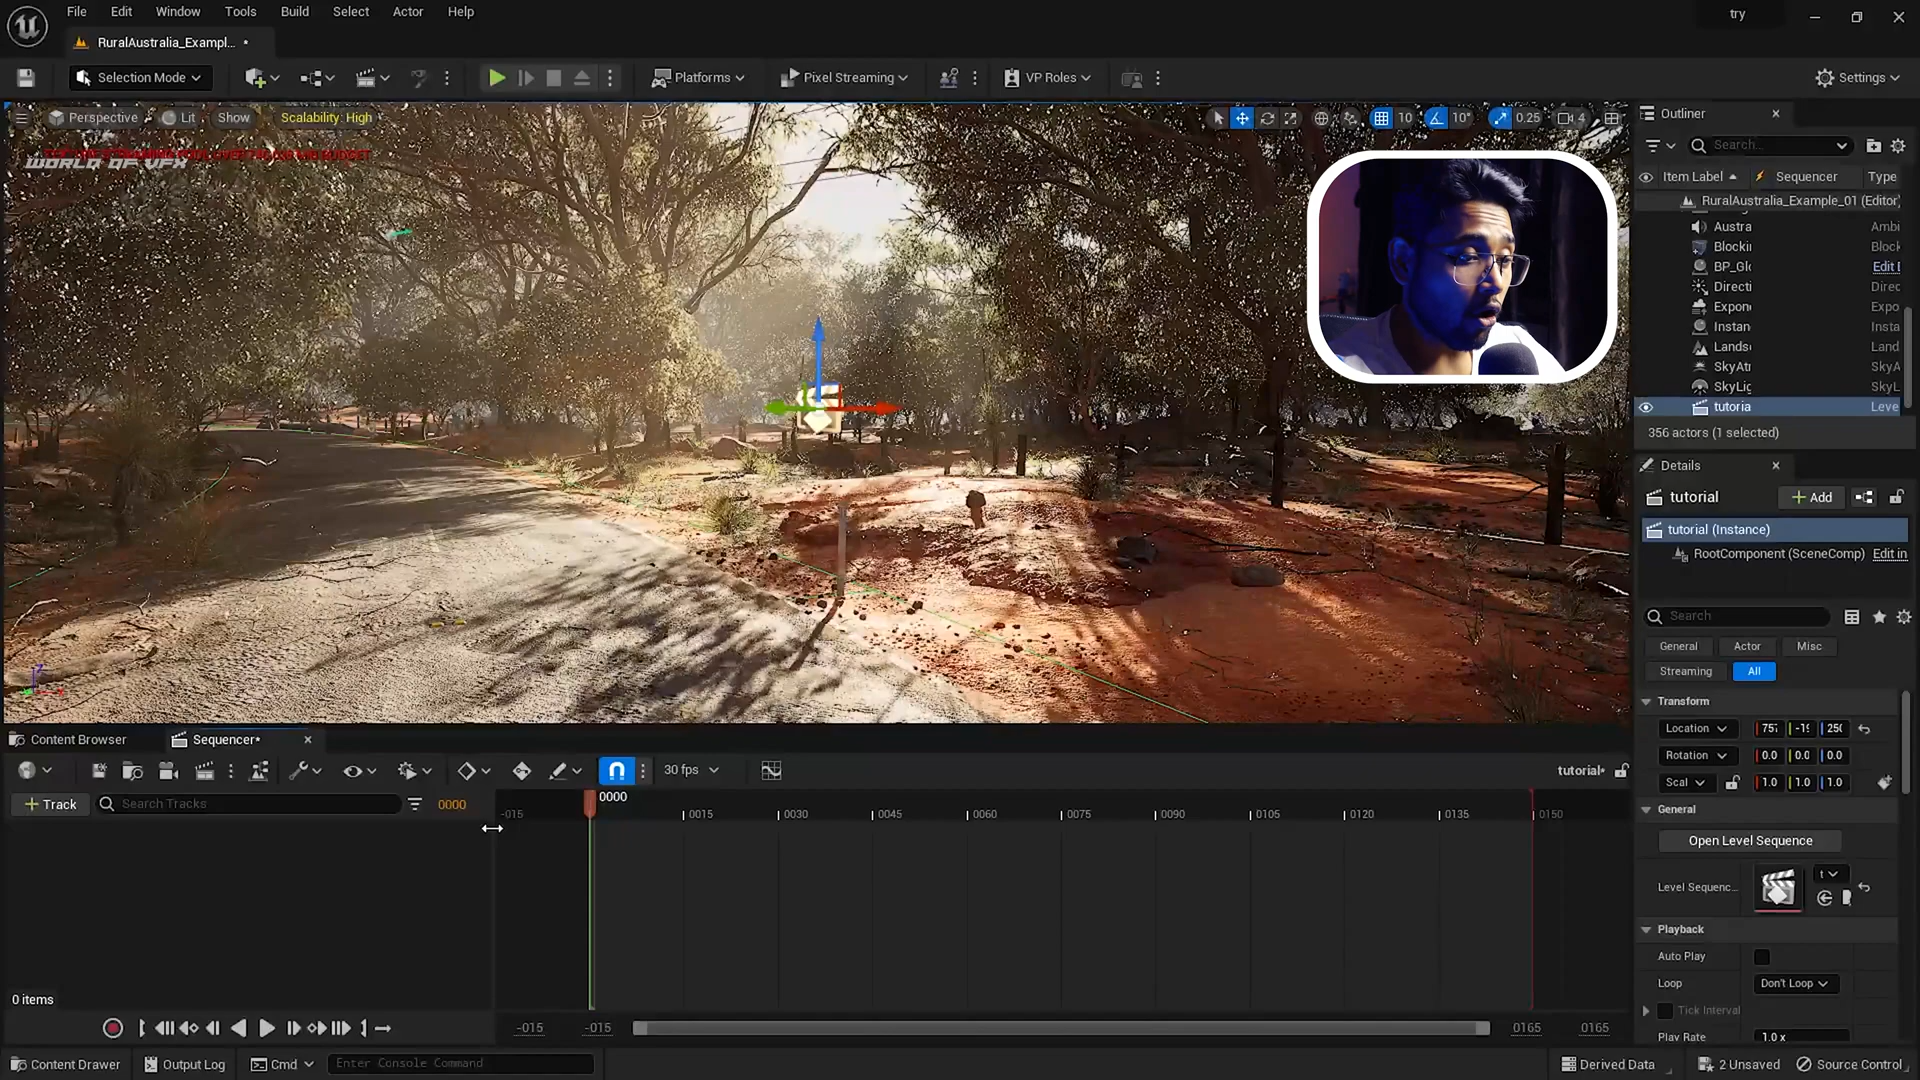 File Edit Window Tools Build Select Actor Help
try
RuralAustralia_Exampl... •
Selection Mode
Platforms
Pixel Streaming
VP Roles
Settings
Perspective
Lit
Show
Scalability: High
10
10°
0.25
4
WORLD OF VFX
Outliner
Search...
Item Label
Sequencer
Type
RuralAustralia_Example_01 (Editor)
Austra
Ambi
Blockin
Block
BP_Glo
Edit
Directi
Direc
Expon
Expo
Instan
Insta
Lands
Land
SkyAt
SkyA
SkyLig
SkyL
tutoria
Leve
356 actors (1 selected)
Details
tutorial
+ Add
tutorial (Instance)
RootComponent (SceneComp)
Edit in
Search
General
Actor
Misc
Streaming
All
Transform
Location
Rotation
0.0
0.0
0.0
Scal
1.0
1.0
1.0
General
Open Level Sequence
Level Sequenc...
t
Playback
Auto Play
Loop
Don't Loop
Tick Interval
Play Rate
1.0 x
Content Browser
Sequencer*
30 fps
tutorial*
+ Track
Search Tracks
0000
-015
0000
0015
0030
0045
0060
0075
0090
0105
0120
0135
0150
0 items
-015
-015
0165
0165
Content Drawer
Output Log
Cmd
Enter Console Command
Derived Data
2 Unsaved
Source Control